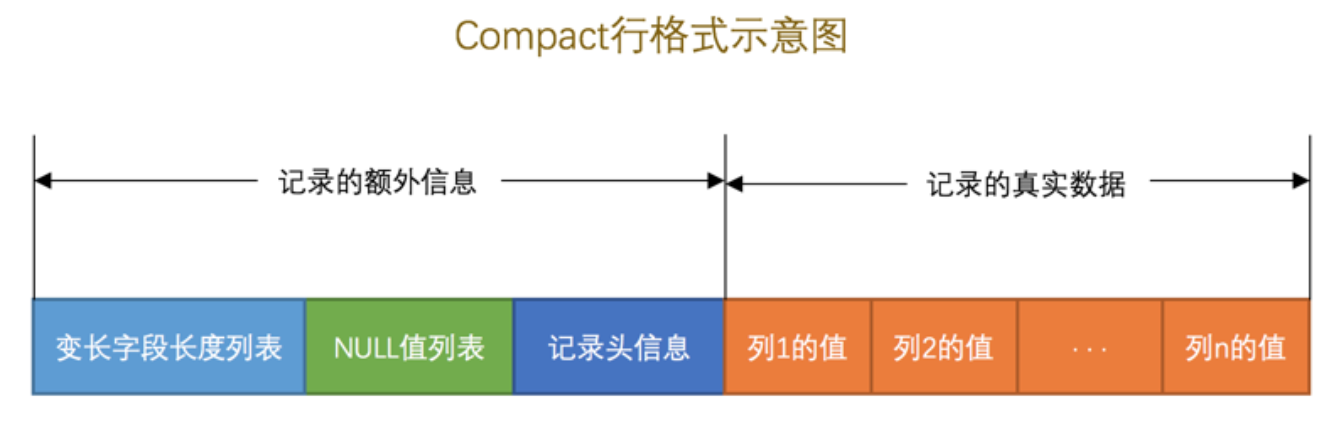 Compact行格式示意图
记录的额外信息
记录的真实数据
变长字段长度列表
NULL值列表
记录头信息
列1的值
列2的值
...
列n的值